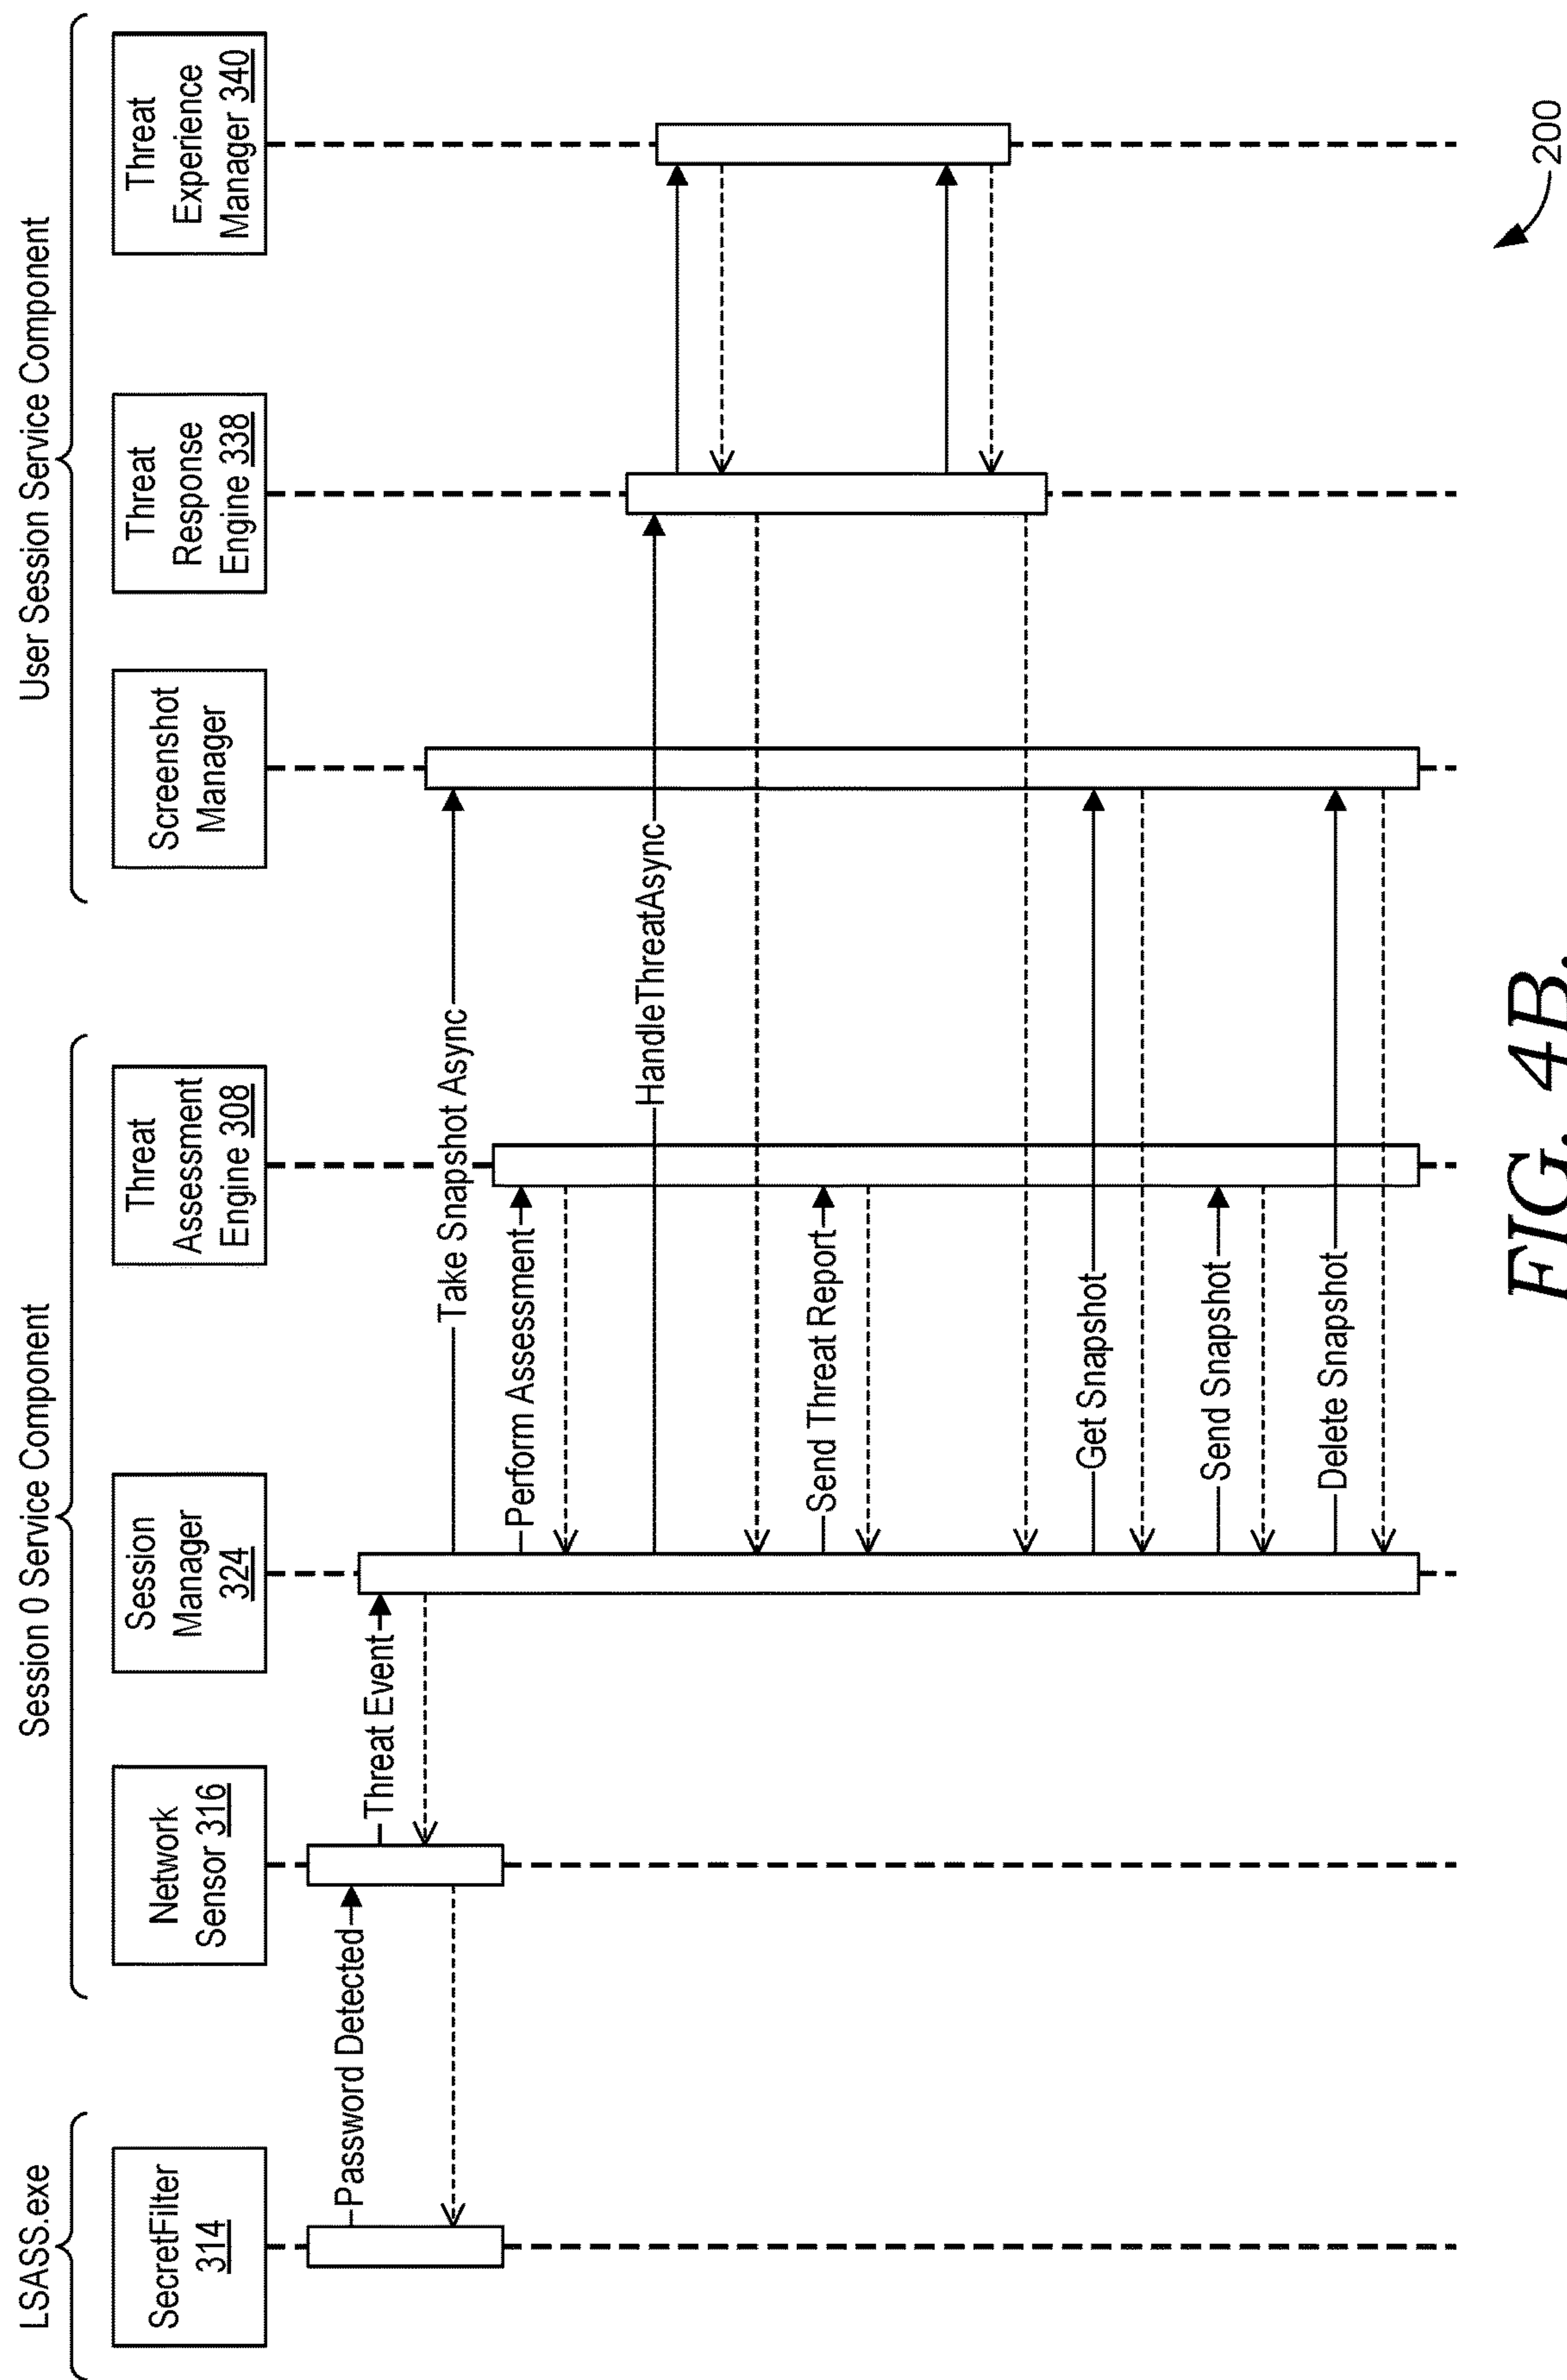 LSASS.exe
Session 0 Service Component
User Session Service Component
SecretFilter
314
Network
Sensor 316
Session
Manager
324
Threat
Assessment
Engine 308
Screenshot
Manager
Threat
Response
Engine 338
Threat
Experience
Manager 340
Password Detected
Threat Event
Take Snapshot Async
Perform Assessment
HandleThreatAsync
Send Threat Report
Get Snapshot
Send Snapshot
Delete Snapshot
200
FIG. 4B.